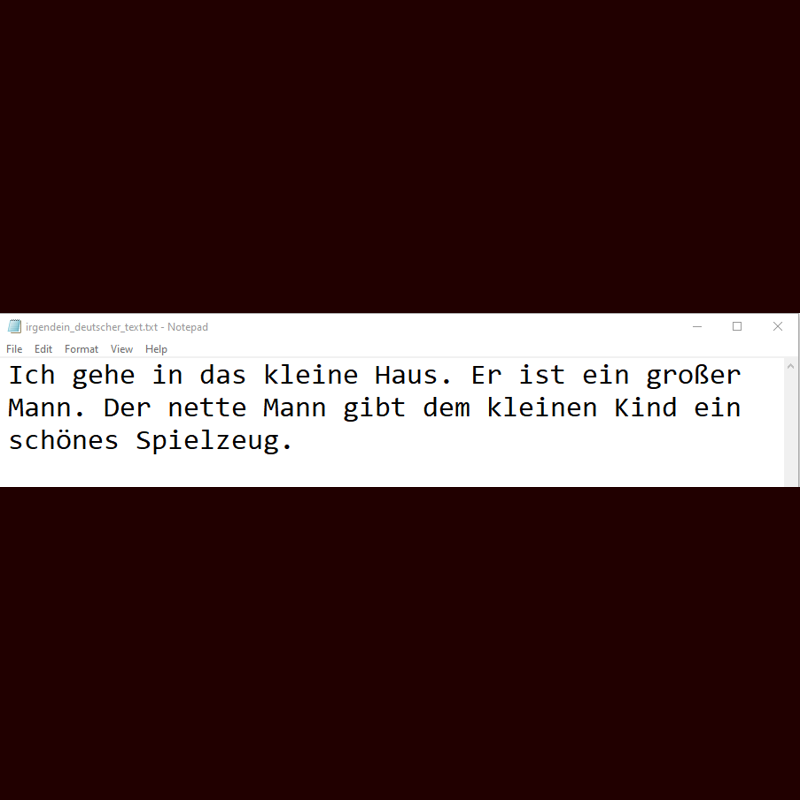 irgendein_deutscher_text.txt - Notepad
File Edit Format View Help
Ich gehe in das kleine Haus. Er ist ein großer
Mann. Der nette Mann gibt dem kleinen Kind ein
schönes Spielzeug.